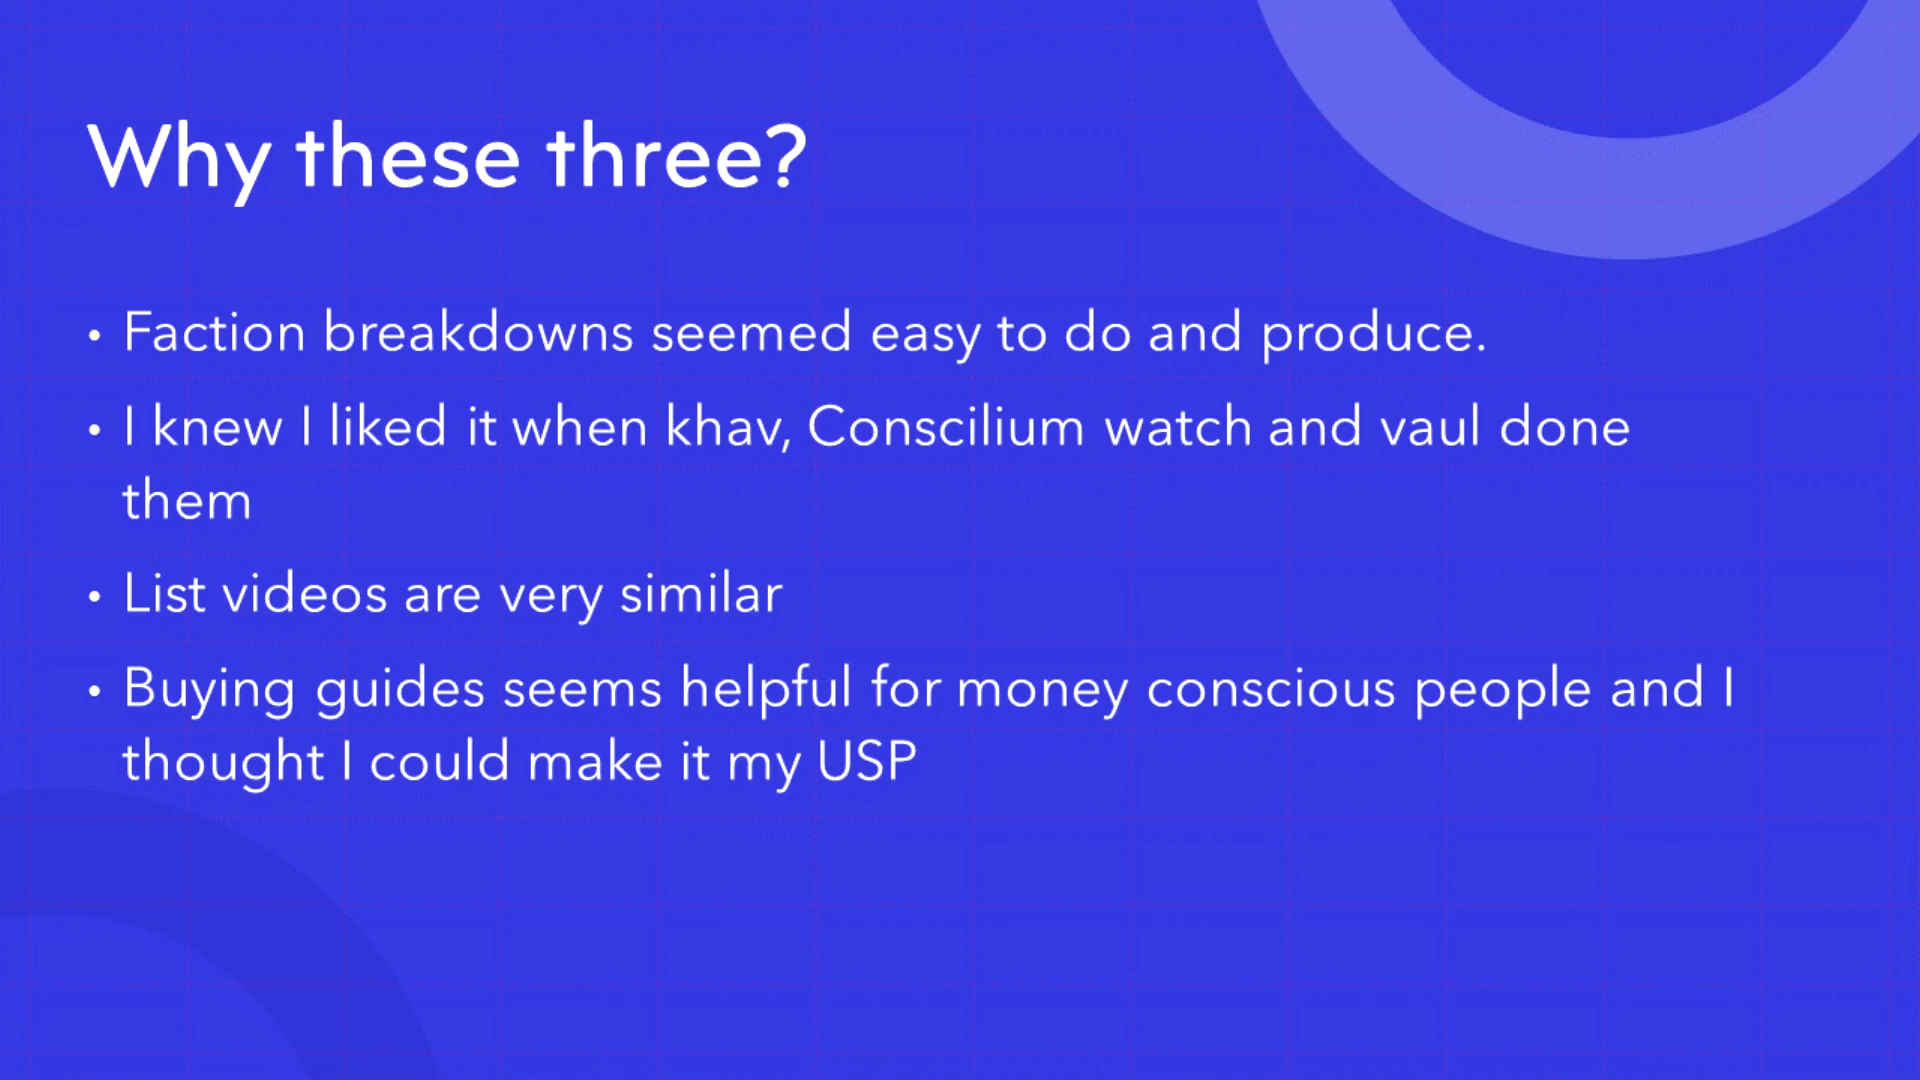 Why these three?
• Faction breakdowns seemed easy to do and produce.
• I knew I liked it when khav, Conscilium watch and vaul done
them
• List videos are very similar
• Buying guides seems helpful for money conscious people and I
thought I could make it my USP